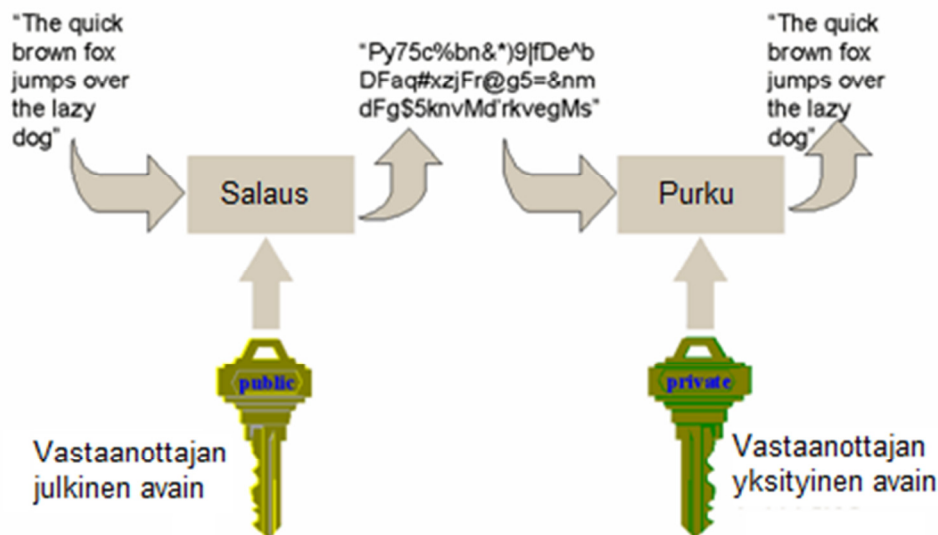 “The quick
brown fox
jumps over
the lazy
dog”
“Py75c%bn&*)9|fDe^b
DFaq#xzjFr@g5=&nm
dFg$5knvMd’rkvegMs”
“The quick
brown fox
jumps over
the lazy
dog”
Salaus
Purku
public
private
Vastaanottajan
julkinen avain
Vastaanottajan
yksityinen avain